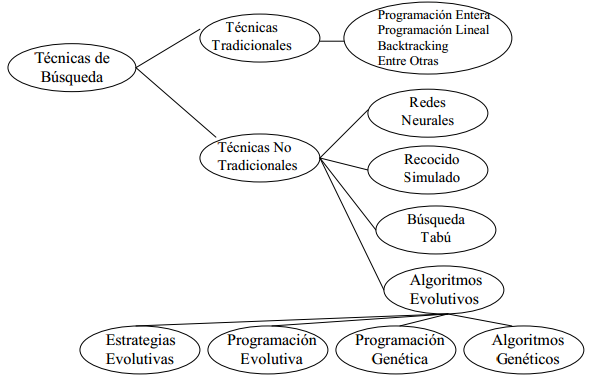 Técnicas de
Búsqueda
Técnicas
Tradicionales
Programación Entera
Programación Lineal
Backtracking
Entre Otras
Técnicas No
Tradicionales
Redes
Neurales
Recocido
Simulado
Búsqueda
Tabú
Algoritmos
Evolutivos
Estrategias
Evolutivas
Programación
Evolutiva
Programación
Genética
Algoritmos
Genéticos